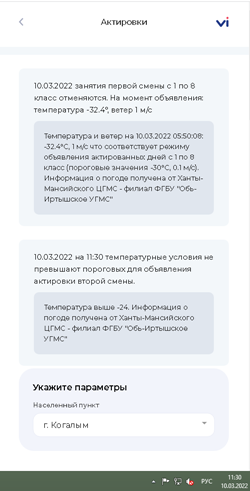 Актировки
vi
10.03.2022 занятия первой смены с 1 по 8
класс отменяются. На момент объявления:
температура -32.4°, ветер 1 м/с
Температура и ветер на 10.03.2022 05:50:08:
-32.4°С, 1 м/с что соответствует режиму
объявления актированных дней с 1 по 8
класс (пороговые значения -30°С, 0.1 м/с).
Информация о погоде получена от Ханты-
Мансийского ЦГМС - филиал ФГБУ "Обь-
Иртышское УГМС"
10.03.2022 на 11:30 температурные условия не
превышают пороговых для объявления
актировки второй смены.
Температура выше -24. Информация о
погоде получена от Ханты-Мансийского
ЦГМС - филиал ФГБУ "Обь-Иртышское
УГМС"
Укажите параметры
Населенный пункт
г. Когалым
РУС
11:30
10.03.2022